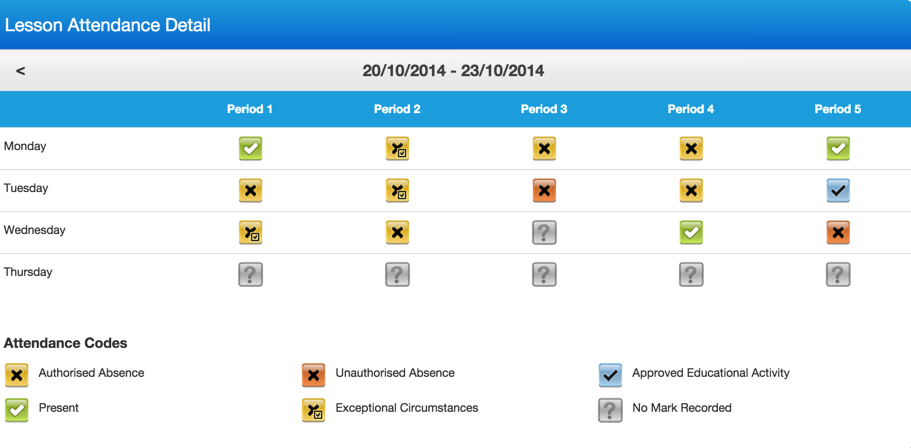 Lesson Attendance Detail
< 20/10/2014 - 23/10/2014
Period 1 Period 2 Period 3 Period 4 Period 5
Monday
Tuesday
Wednesday ?
Thursday ? ? ? ? ?
Attendance Codes
Authorised Absence Unauthorised Absence Approved Educational Activity
Present Exceptional Circumstances ? No Mark Recorded